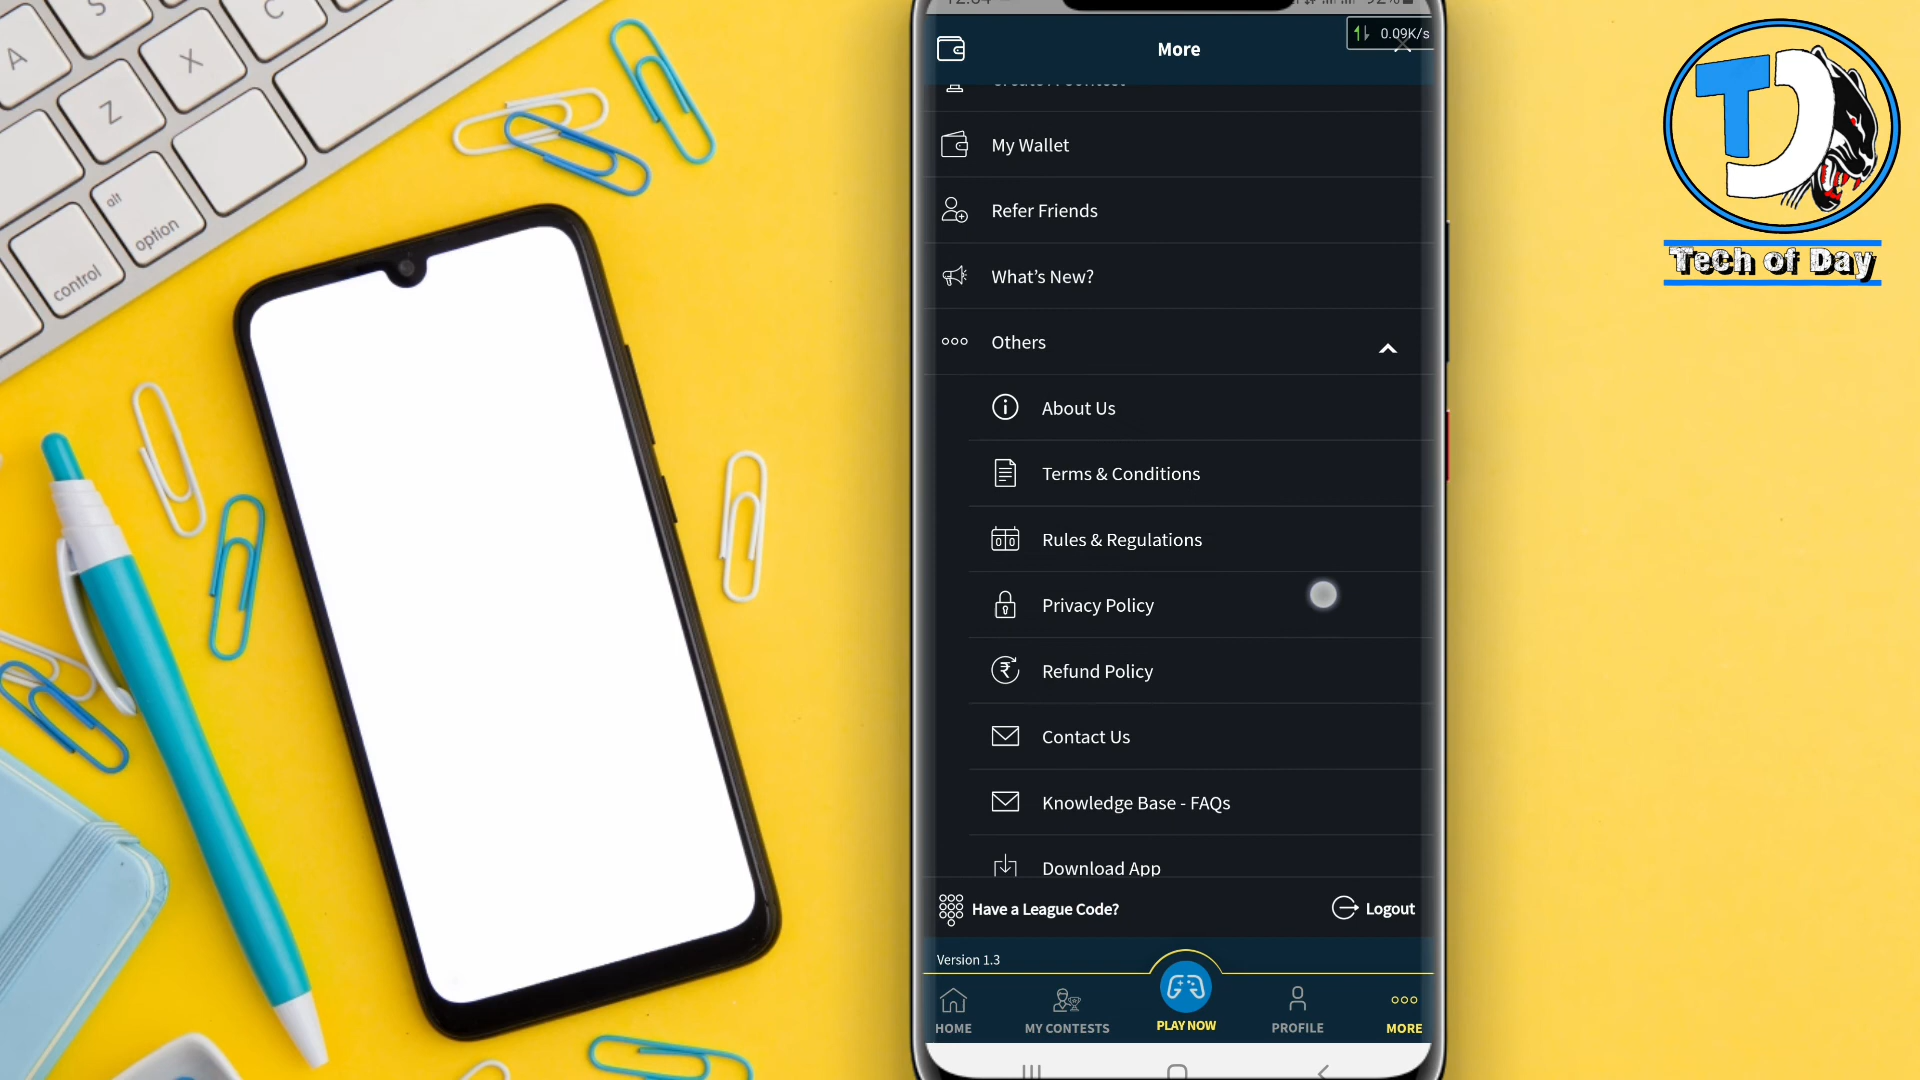 A
S
C
Z
X
alt
option
control
0.09K/s
More
My Wallet
Refer Friends
What's New?
Others
About Us
Terms & Conditions
Rules & Regulations
Privacy Policy
Refund Policy
Contact Us
Knowledge Base - FAQs
Download App
Have a League Code?
Logout
Version 1.3
HOME
MY CONTESTS
PLAY NOW
PROFILE
MORE
TD
Tech of Day